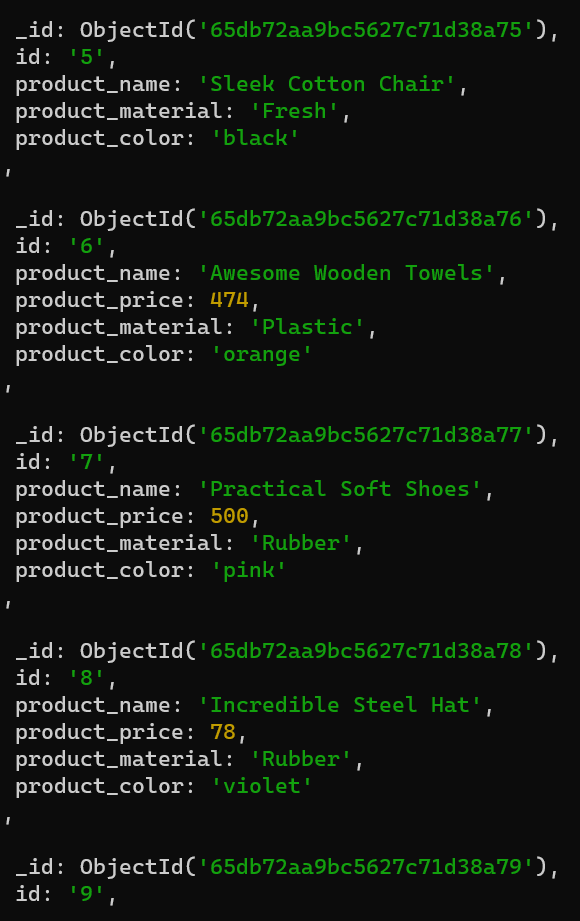 _id: ObjectId('65db72aa9bc5627c71d38a75'),
id: '5',
product_name: 'Sleek Cotton Chair',
product_material: 'Fresh',
product_color: 'black'
,
_id: ObjectId('65db72aa9bc5627c71d38a76'),
id: '6',
product_name: 'Awesome Wooden Towels',
product_price: 474,
product_material: 'Plastic',
product_color: 'orange'
,
_id: ObjectId('65db72aa9bc5627c71d38a77'),
id: '7',
product_name: 'Practical Soft Shoes',
product_price: 500,
product_material: 'Rubber',
product_color: 'pink'
,
_id: ObjectId('65db72aa9bc5627c71d38a78'),
id: '8',
product_name: 'Incredible Steel Hat',
product_price: 78,
product_material: 'Rubber',
product_color: 'violet'
,
_id: ObjectId('65db72aa9bc5627c71d38a79'),
id: '9',